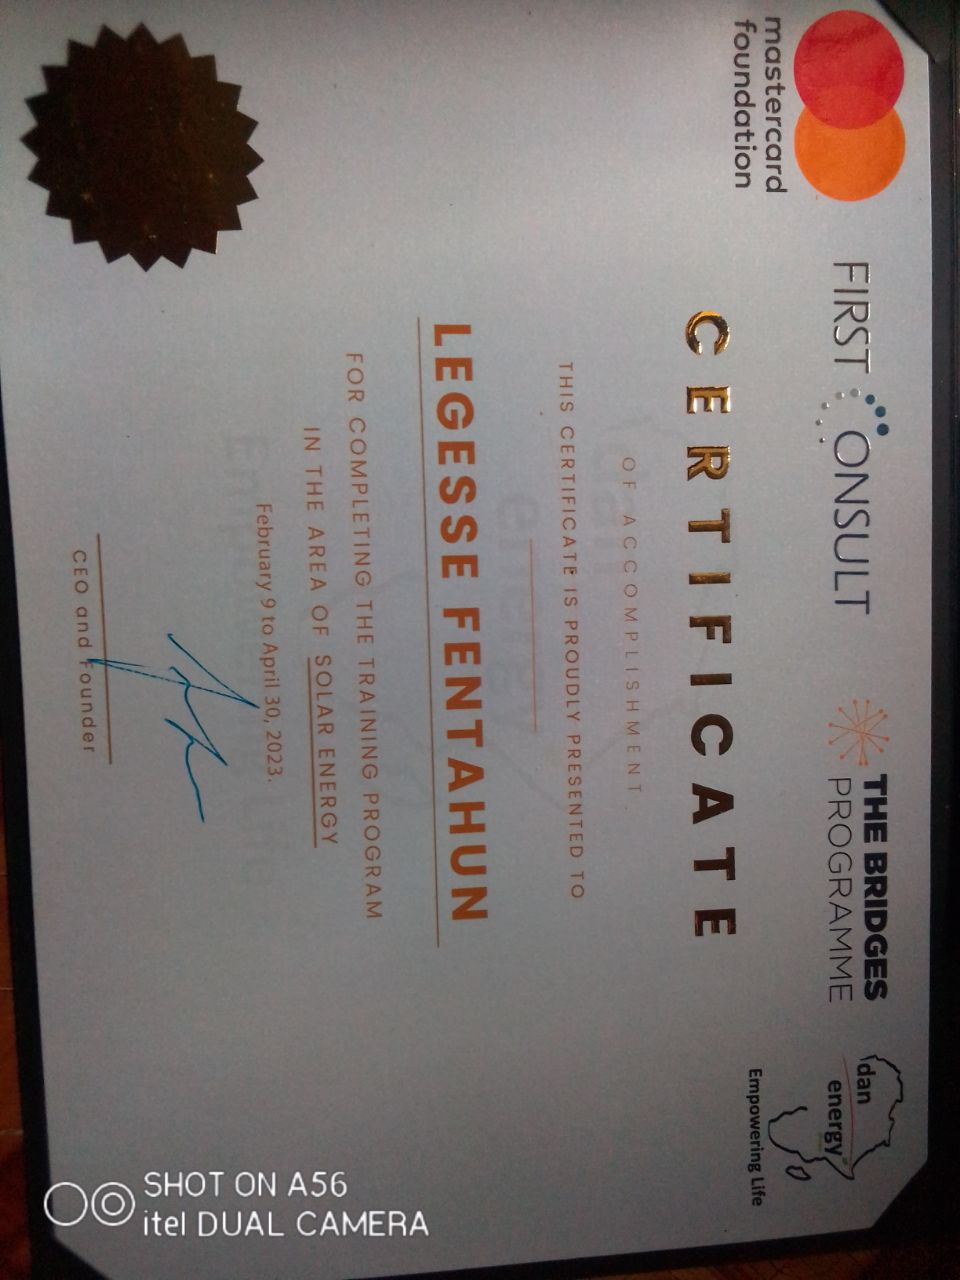 mastercard
foundation
FIRST CONSULT
THE BRIDGES
PROGRAMME
dan
energy
Empowering Life
CERTIFICATE
OF ACCOMPLISHMENT.
THIS CERTIFICATE IS PROUDLY PRESENTED TO
LEGESSE FENTAHUN
FOR COMPLETING THE TRAINING PROGRAM
IN THE AREA OF SOLAR ENERGY
February 9 to April 30, 2023.
CEO and Founder
SHOT ON A56
itel DUAL CAMERA